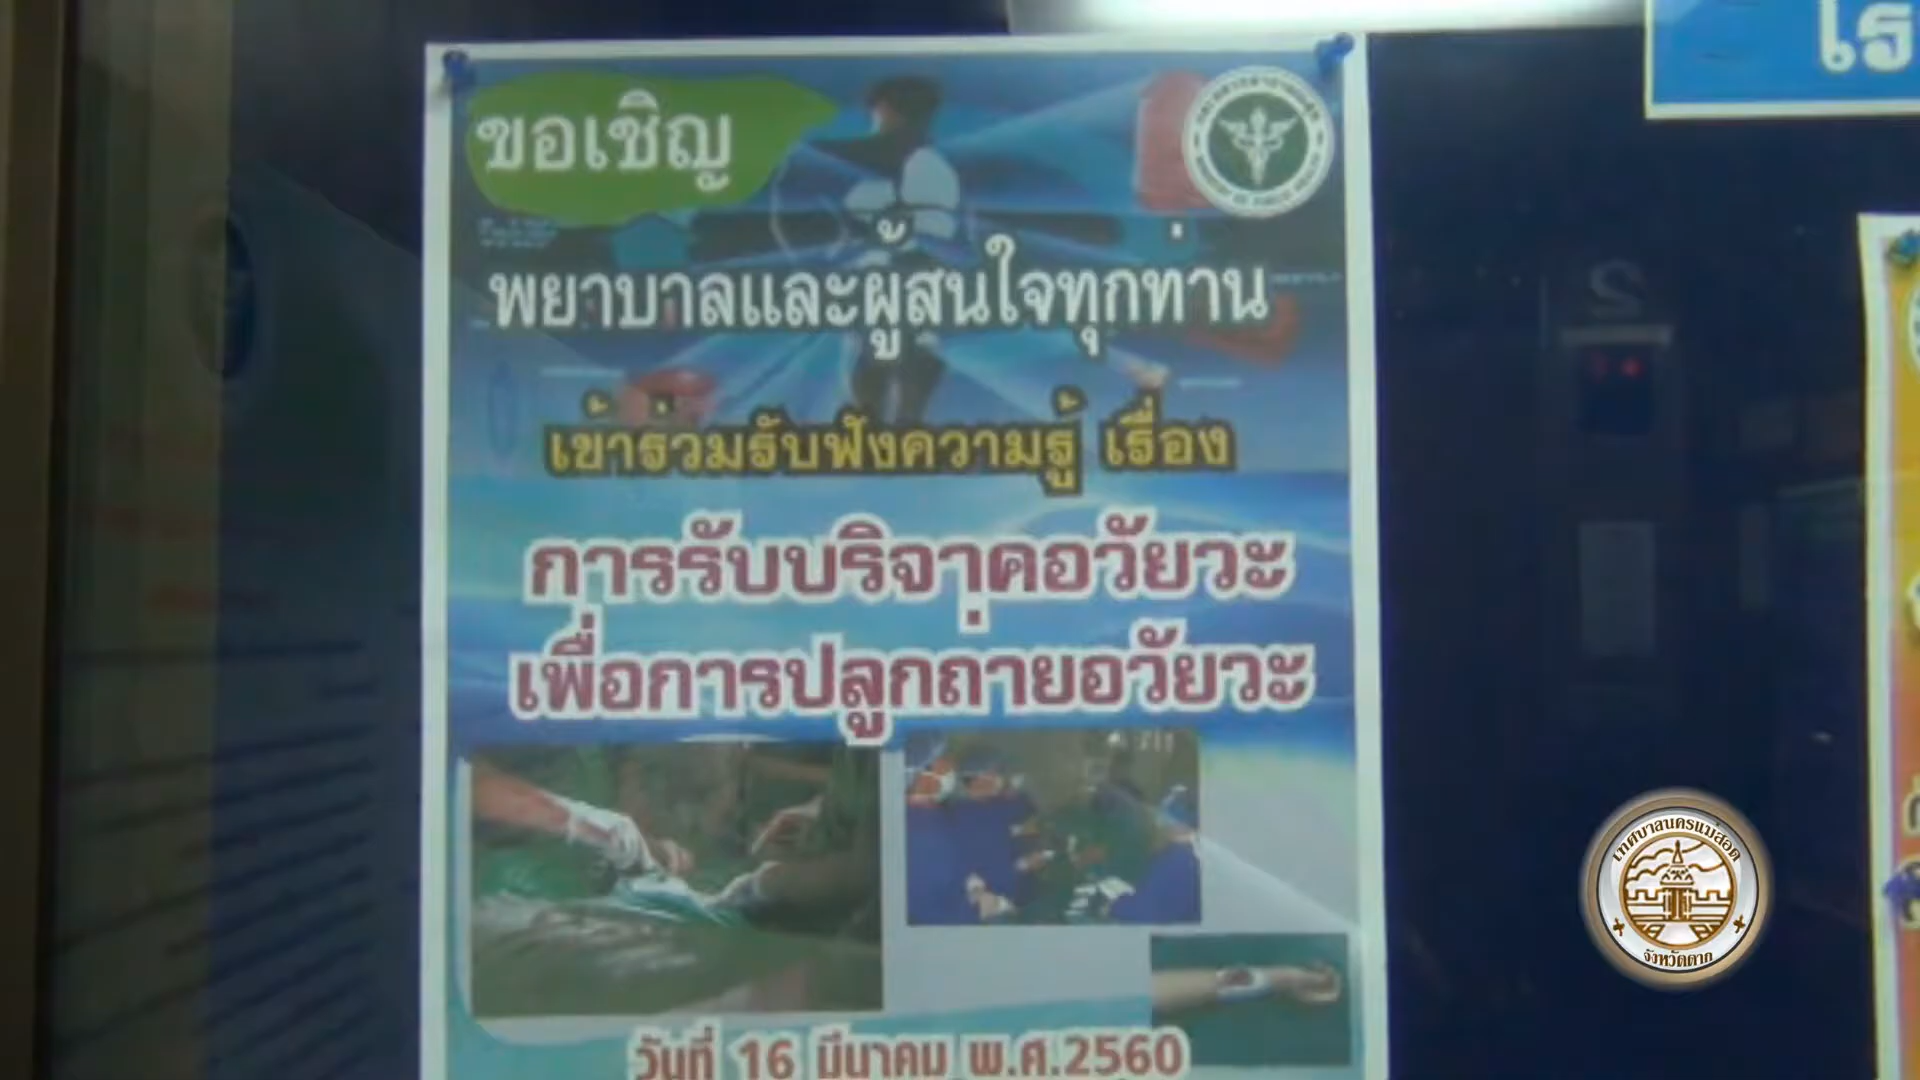 ขอเชิญ
พยาบาลและผู้สนใจทุกท่าน
เข้าร่วมรับฟังความรู้ เรื่อง
การรับบริจาคอวัยวะ
เพื่อการปลูกถ่ายอวัยวะ
วันที่ 16 มีนาคม พ.ศ.2560
เทศบาลนครแม่สอด
จังหวัดตาก